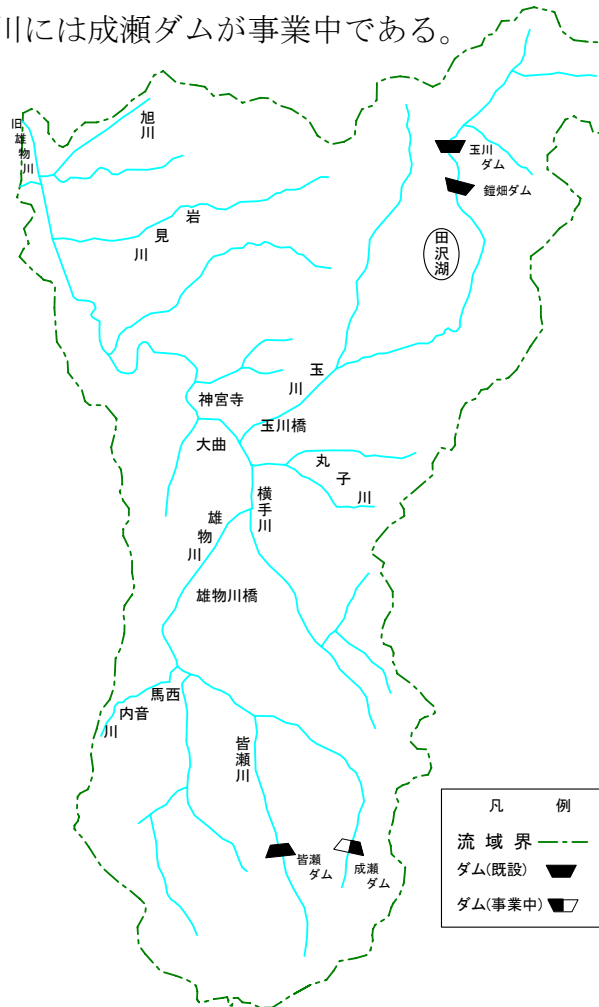 川には成瀬ダムが事業中である。
旧雄物川
旭川
玉川
ダム
鎧畑ダム
岩見川
田沢湖
玉川
神宮寺
玉川橋
大曲
丸子川
横手川
雄物川
雄物川橋
馬西
内音
川
皆瀬川
皆瀬
ダム
成瀬
ダム
凡 例
流 域 界
ダム(既設)
ダム(事業中)